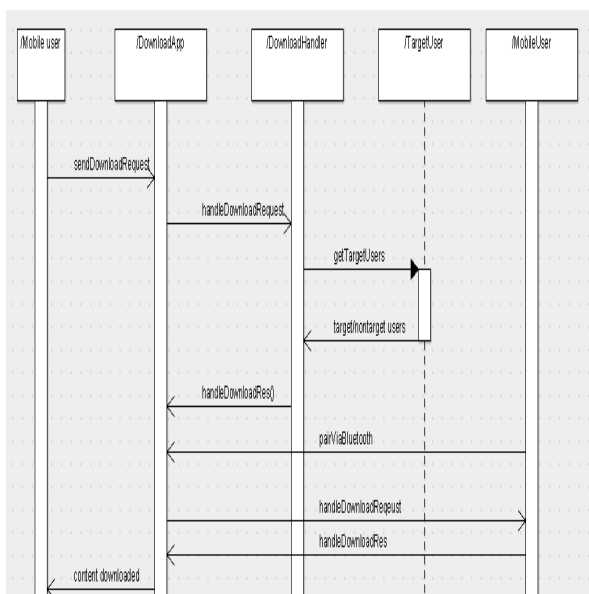 /Mobile user
/DownloadApp
/DownloadHandler
/TargetUser
/MobileUser
sendDownloadRequest
handleDownloadRequest
getTargetUsers
target/nontarget users
handleDownloadRes()
pairViaBluetooth
handleDownloadReqeust
handleDownloadRes
content downloaded